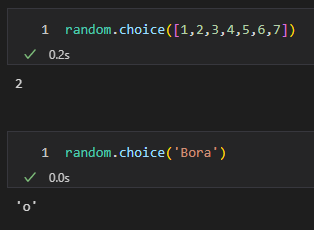 1 random.choice([1,2,3,4,5,6,7])
0.2s
2
1 random.choice('Bora')
0.0s
'o'